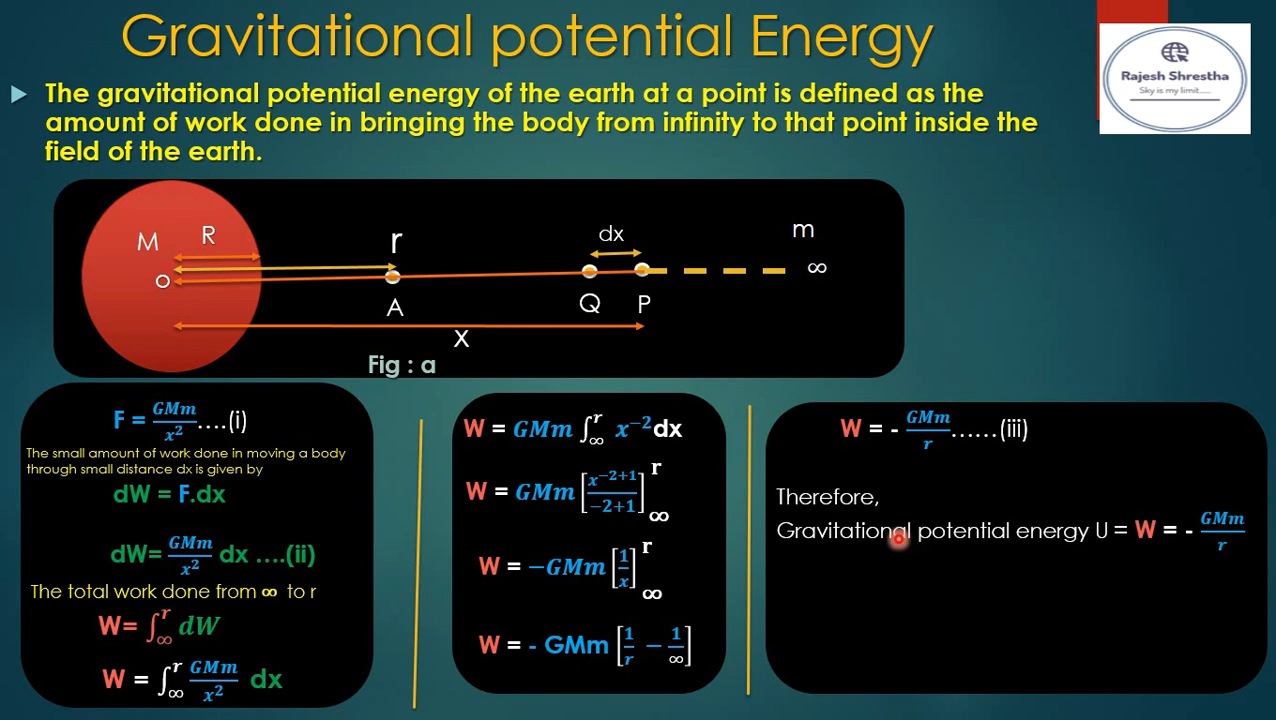 Gravitational potential Energy
Rajesh Shrestha
Sky is my limit.....
The gravitational potential energy of the earth at a point is defined as the
amount of work done in bringing the body from infinity to that point inside the
field of the earth.
M R r dx m
o A Q P ∞
x
Fig : a
F = GMm/x² ....(i)
The small amount of work done in moving a body
through small distance dx is given by
dW = F.dx
dW= GMm/x² dx ....(ii)
The total work done from ∞ to r
W= ∫_∞^r dW
W = ∫_∞^r GMm/x² dx
W = GMm ∫_∞^r x⁻² dx
W = GMm [x^(-2+1)/(-2+1)]_∞^r
W = −GMm [1/x]_∞^r
W = - GMm [1/r − 1/∞]
W = - GMm/r ......(iii)
Therefore,
Gravitational potential energy U = W = - GMm/r